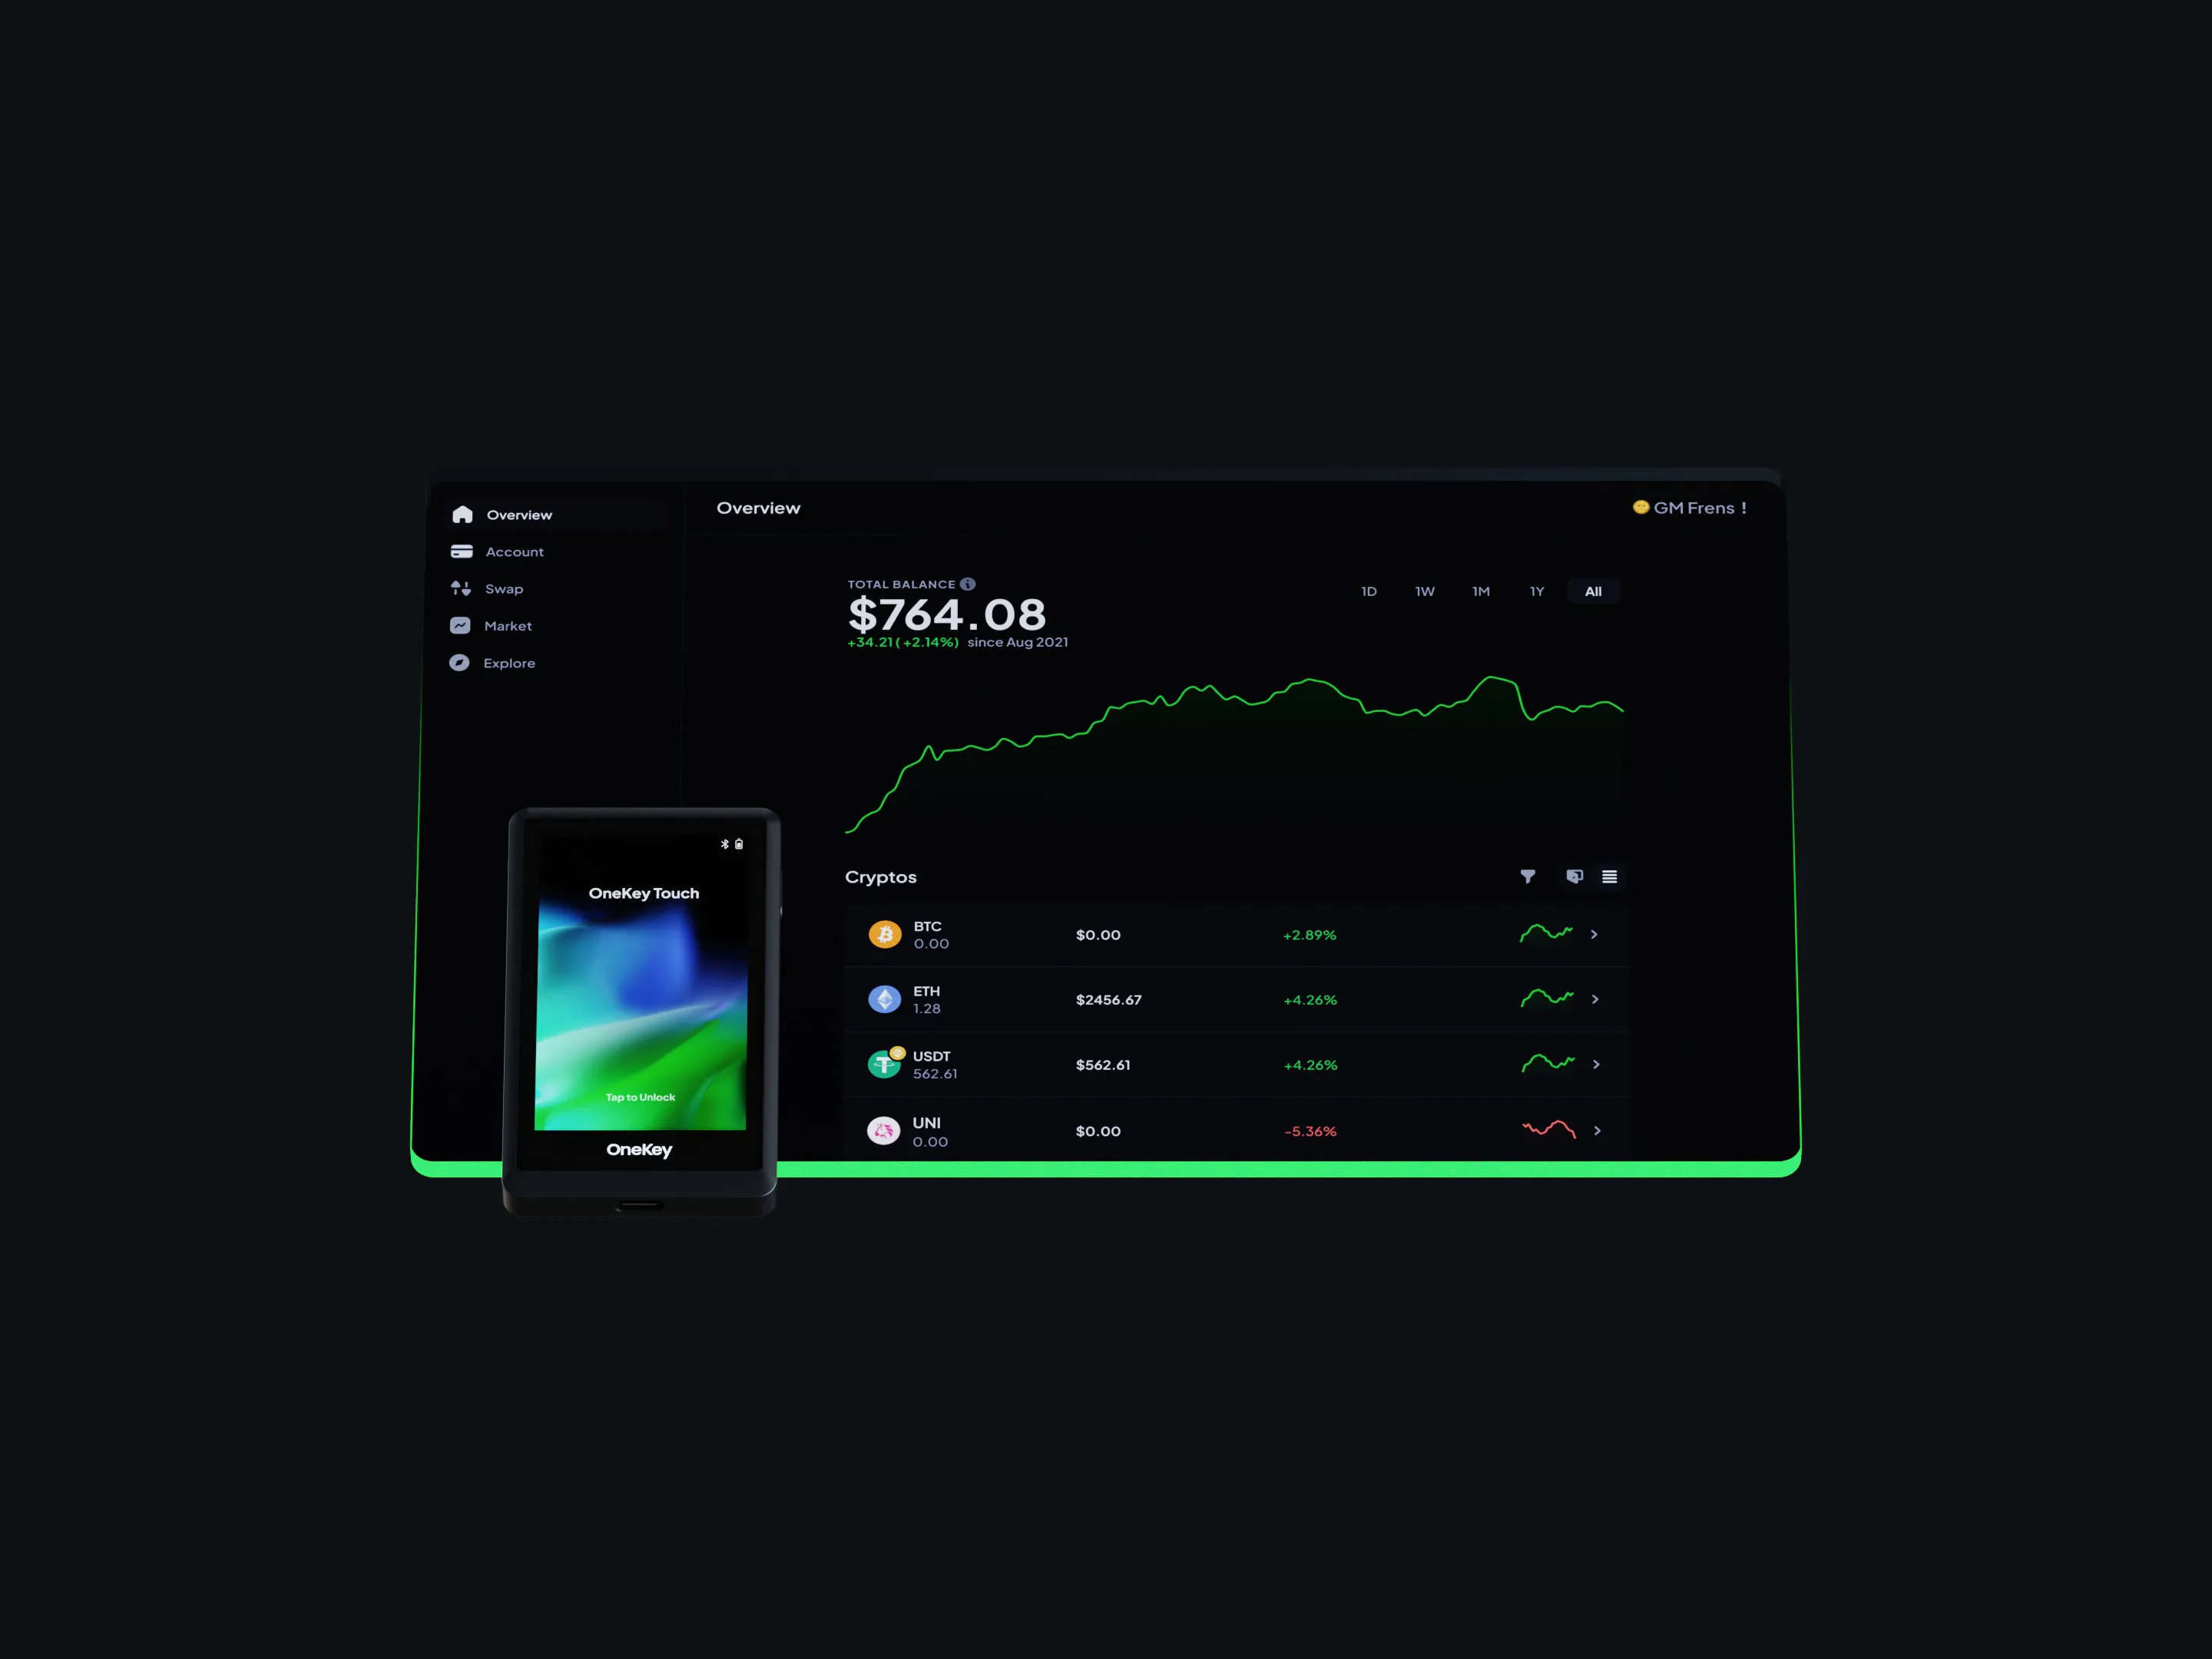 Overview
Account
Swap
Market
Explore
Overview
GM Frens !
TOTAL BALANCE
$764.08
+34.21 ( +2.14%) since Aug 2021
1D 1W 1M 1Y All
Cryptos
BTC
0.00
$0.00
+2.89%
ETH
1.28
$2456.67
+4.26%
USDT
562.61
$562.61
+4.26%
UNI
0.00
$0.00
-5.36%
OneKey Touch
Tap to Unlock
OneKey